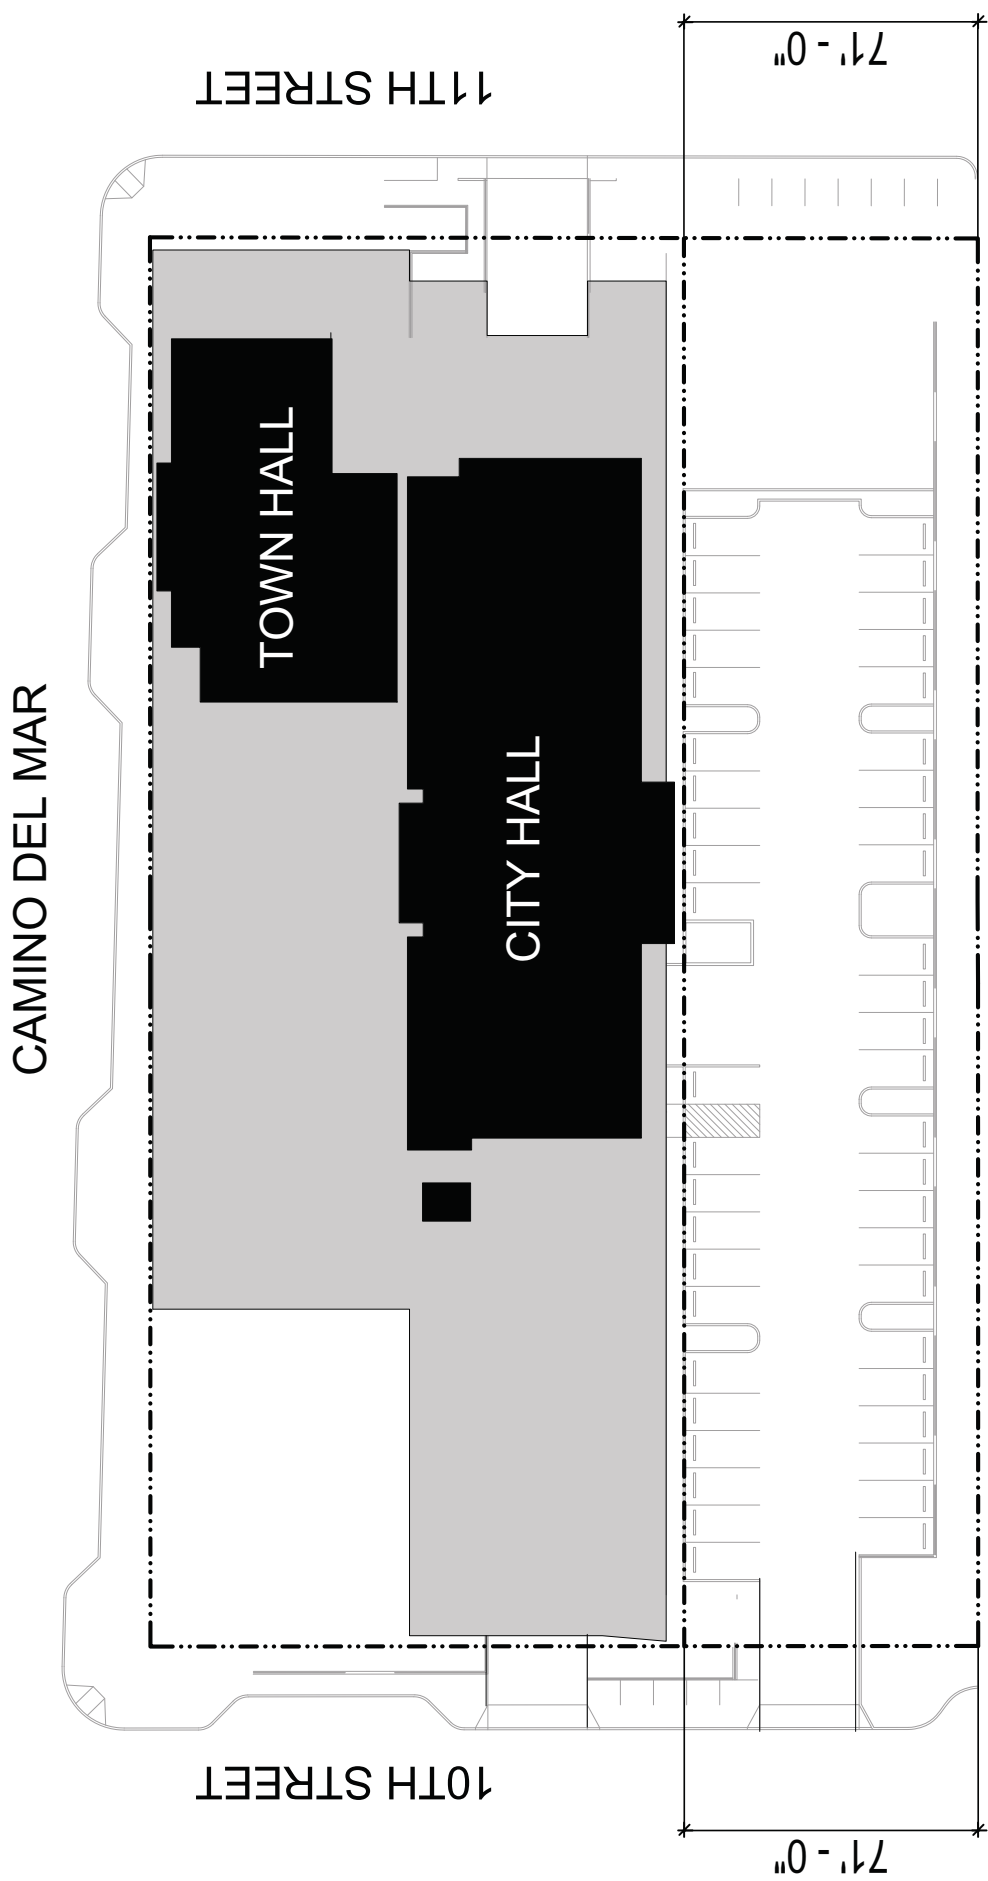 71' - 0"
11TH STREET
TOWN HALL
CAMINO DEL MAR
CITY HALL
10TH STREET
71' - 0"